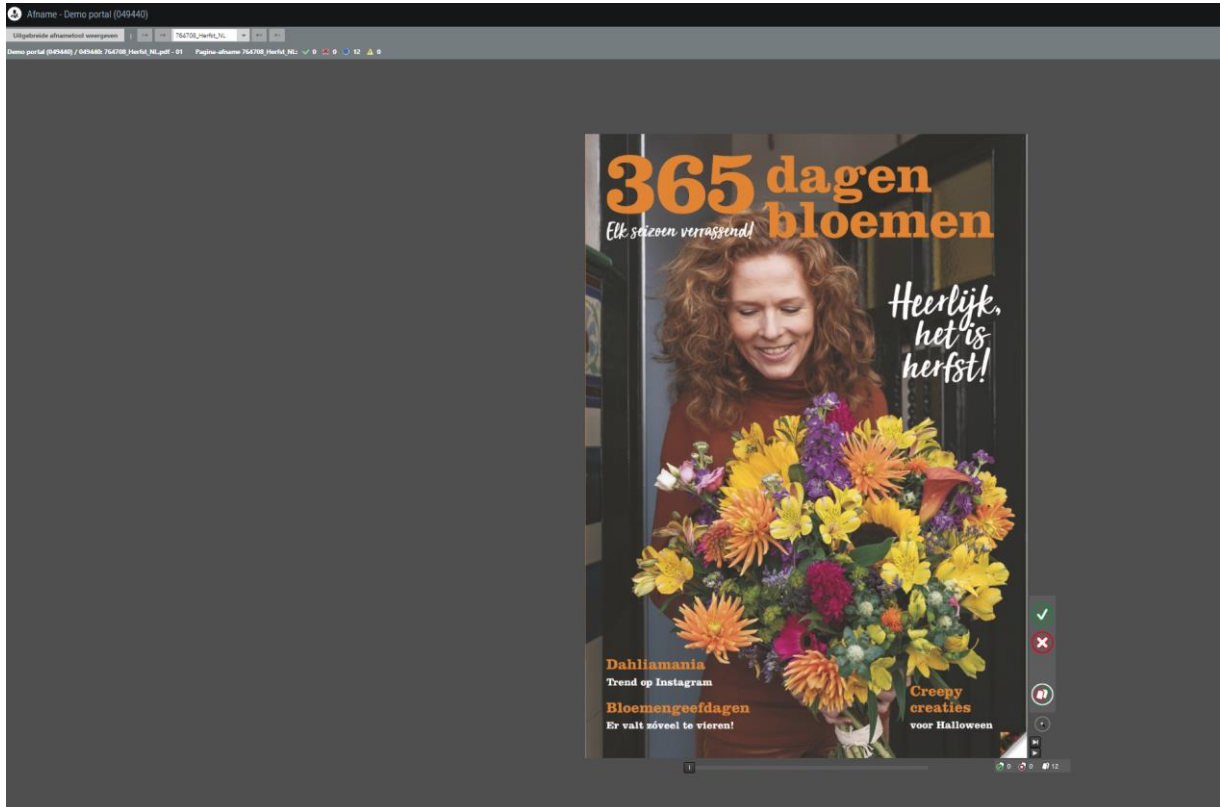 Afname - Demo portal (049440)
Uitgebreide afnametool weergeven
764708_Herfst_NL
Demo portal (049440) / 049440: 764708_Herfst_NL.pdf - 01 Pagina-afname 764708_Herfst_NL: 0 0 12 0
365 dagen bloemen
Elk seizoen verrassend!
Heerlijk,
het is
herfst!
Dahliamania
Trend op Instagram
Bloemengeefdagen
Er valt zóveel te vieren!
Creepy
creaties
voor Halloween
0 0 12